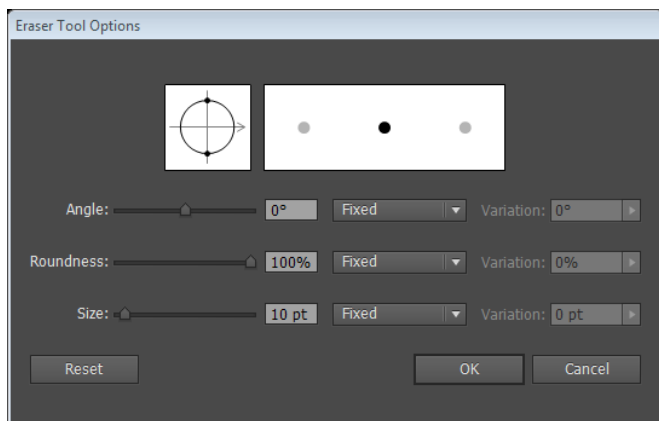 Eraser Tool Options
Angle: 0° Fixed Variation: 0°
Roundness: 100% Fixed Variation: 0%
Size: 10 pt Fixed Variation: 0 pt
Reset OK Cancel